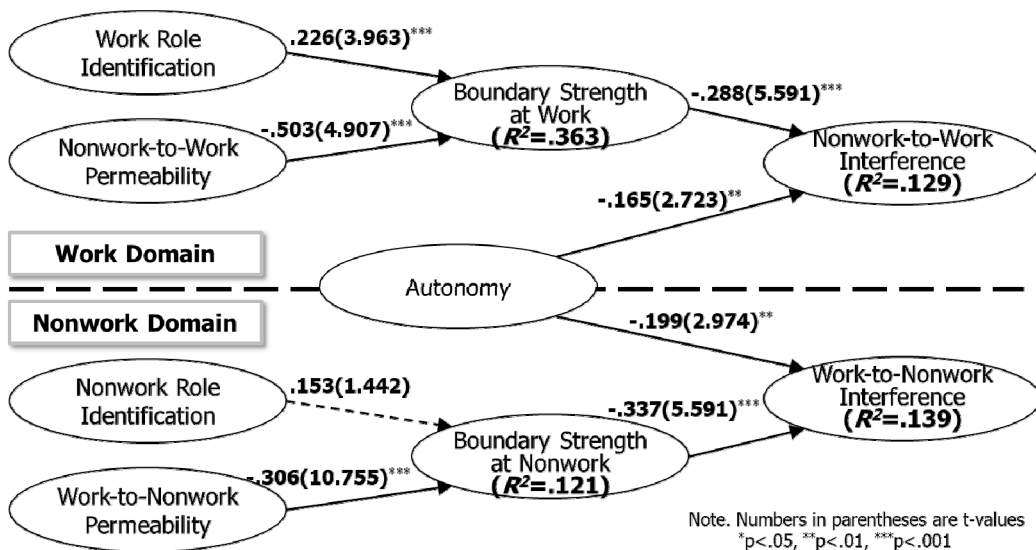 Work Role
Identification
.226(3.963)***
Boundary Strength
at Work
(R²=.363)
-.288(5.591)***
Nonwork-to-Work
Permeability
-.503(4.907)***
Nonwork-to-Work
Interference
(R²=.129)
-.165(2.723)**
Work Domain
Autonomy
Nonwork Domain
-.199(2.974)**
Nonwork Role
Identification
.153(1.442)
Work-to-Nonwork
Interference
(R²=.139)
-.337(5.591)***
Boundary Strength
at Nonwork
(R²=.121)
Work-to-Nonwork
Permeability
-.306(10.755)***
Note. Numbers in parentheses are t-values
*p<.05, **p<.01, ***p<.001